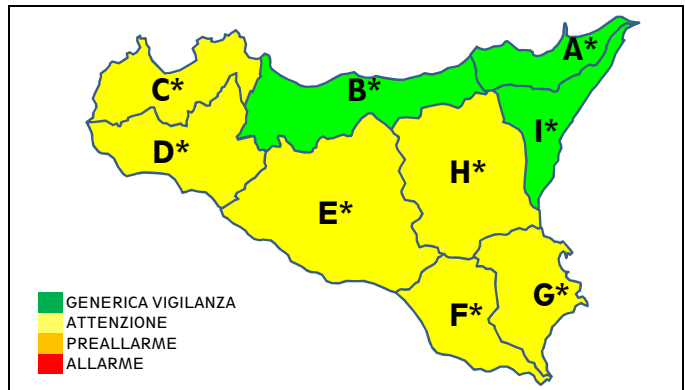 A*
C*
B*
I*
D*
H*
E*
G*
F*
GENERICA VIGILANZA
ATTENZIONE
PREALLARME
ALLARME